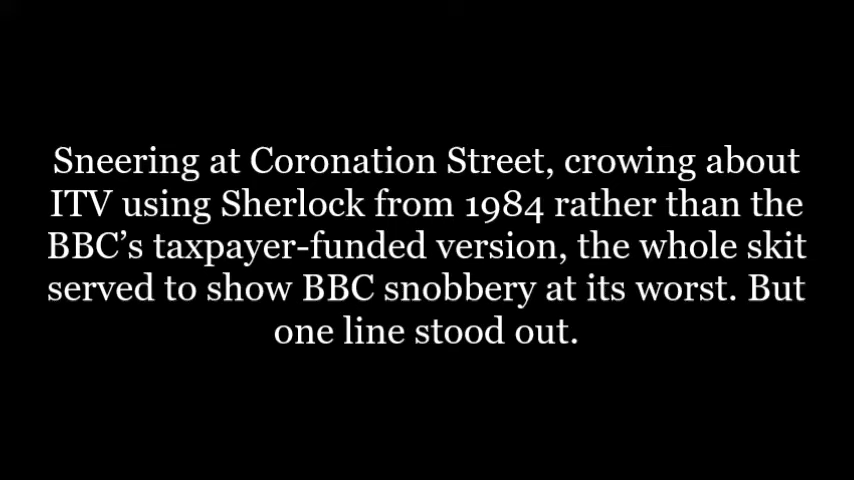 Sneering at Coronation Street, crowing about
ITV using Sherlock from 1984 rather than the
BBC’s taxpayer-funded version, the whole skit
served to show BBC snobbery at its worst. But
one line stood out.